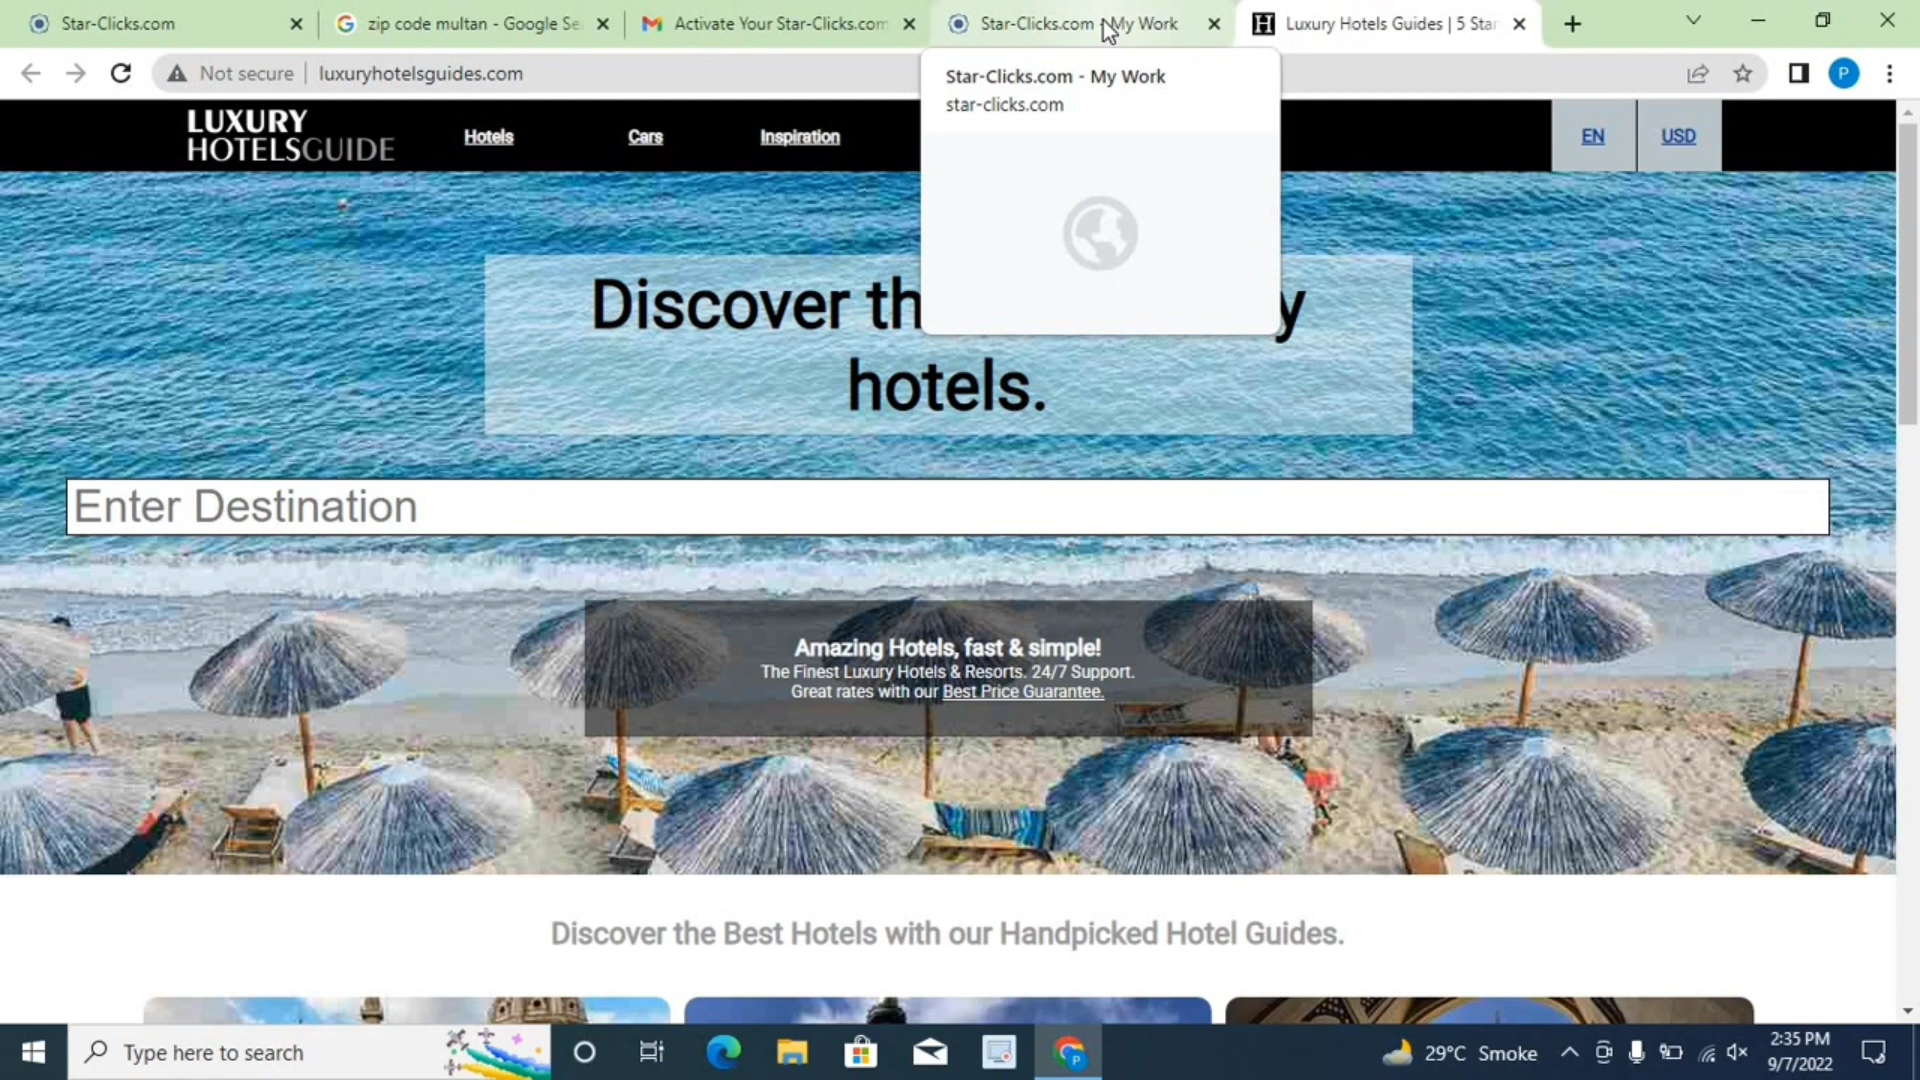 Star-Clicks.com
zip code multan - Google Se
Activate Your Star-Clicks.com
Star-Clicks.com - My Work
Luxury Hotels Guides | 5 Star
Not secure
luxuryhotelsguides.com
P
Star-Clicks.com - My Work
star-clicks.com
LUXURY
HOTELSGUIDE
Hotels
Cars
Inspiration
EN
USD
Discover th
y
hotels.
Enter Destination
Amazing Hotels, fast & simple!
The Finest Luxury Hotels & Resorts. 24/7 Support.
Great rates with our Best Price Guarantee.
Discover the Best Hotels with our Handpicked Hotel Guides.
Type here to search
29°C Smoke
2:35 PM
9/7/2022